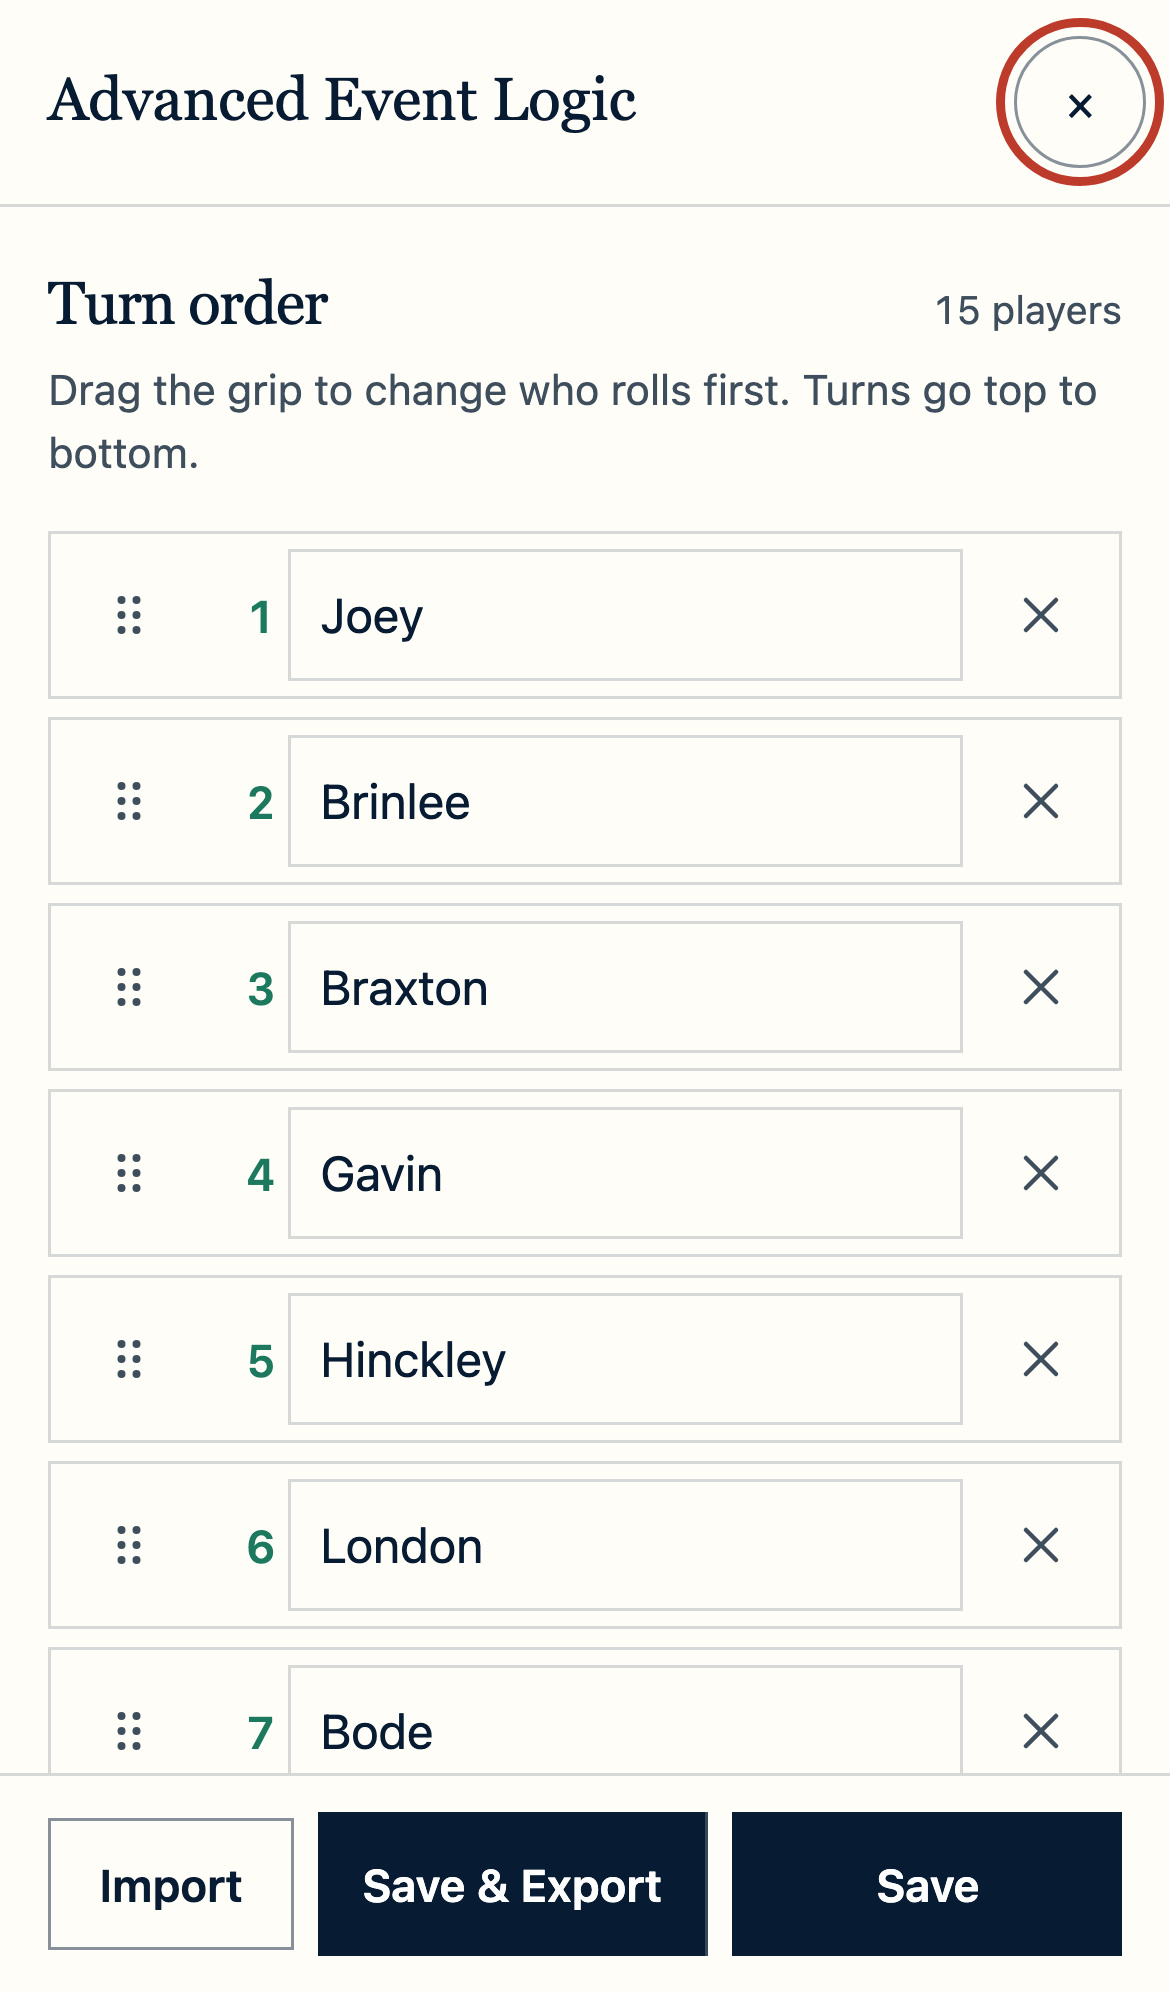 Advanced Event Logic
×
Turn order
15 players
Drag the grip to change who rolls first. Turns go top to
bottom.
1 Joey
2 Brinlee
3 Braxton
4 Gavin
5 Hinckley
6 London
7 Bode
Import
Save & Export
Save